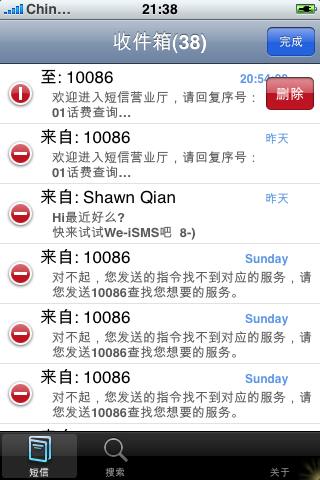 Chin...
21:38
收件箱(38)
完成
至: 10086
删除
欢迎进入短信营业厅，请回复序号：
01话费查询…
来自: 10086
昨天
欢迎进入短信营业厅，请回复序号：
01话费查询…
来自: Shawn Qian
昨天
Hi最近好么?
快来试试We-iSMS吧 8-)
来自: 10086
Sunday
对不起，您发送的指令找不到对应的服务，请
您发送10086查找您想要的服务。
来自: 10086
Sunday
对不起，您发送的指令找不到对应的服务，请
您发送10086查找您想要的服务。
来自: 10086
Sunday
对不起，您发送的指令找不到对应的服务，请
您发送10086查找您想要的服务。
短信
搜索
关于